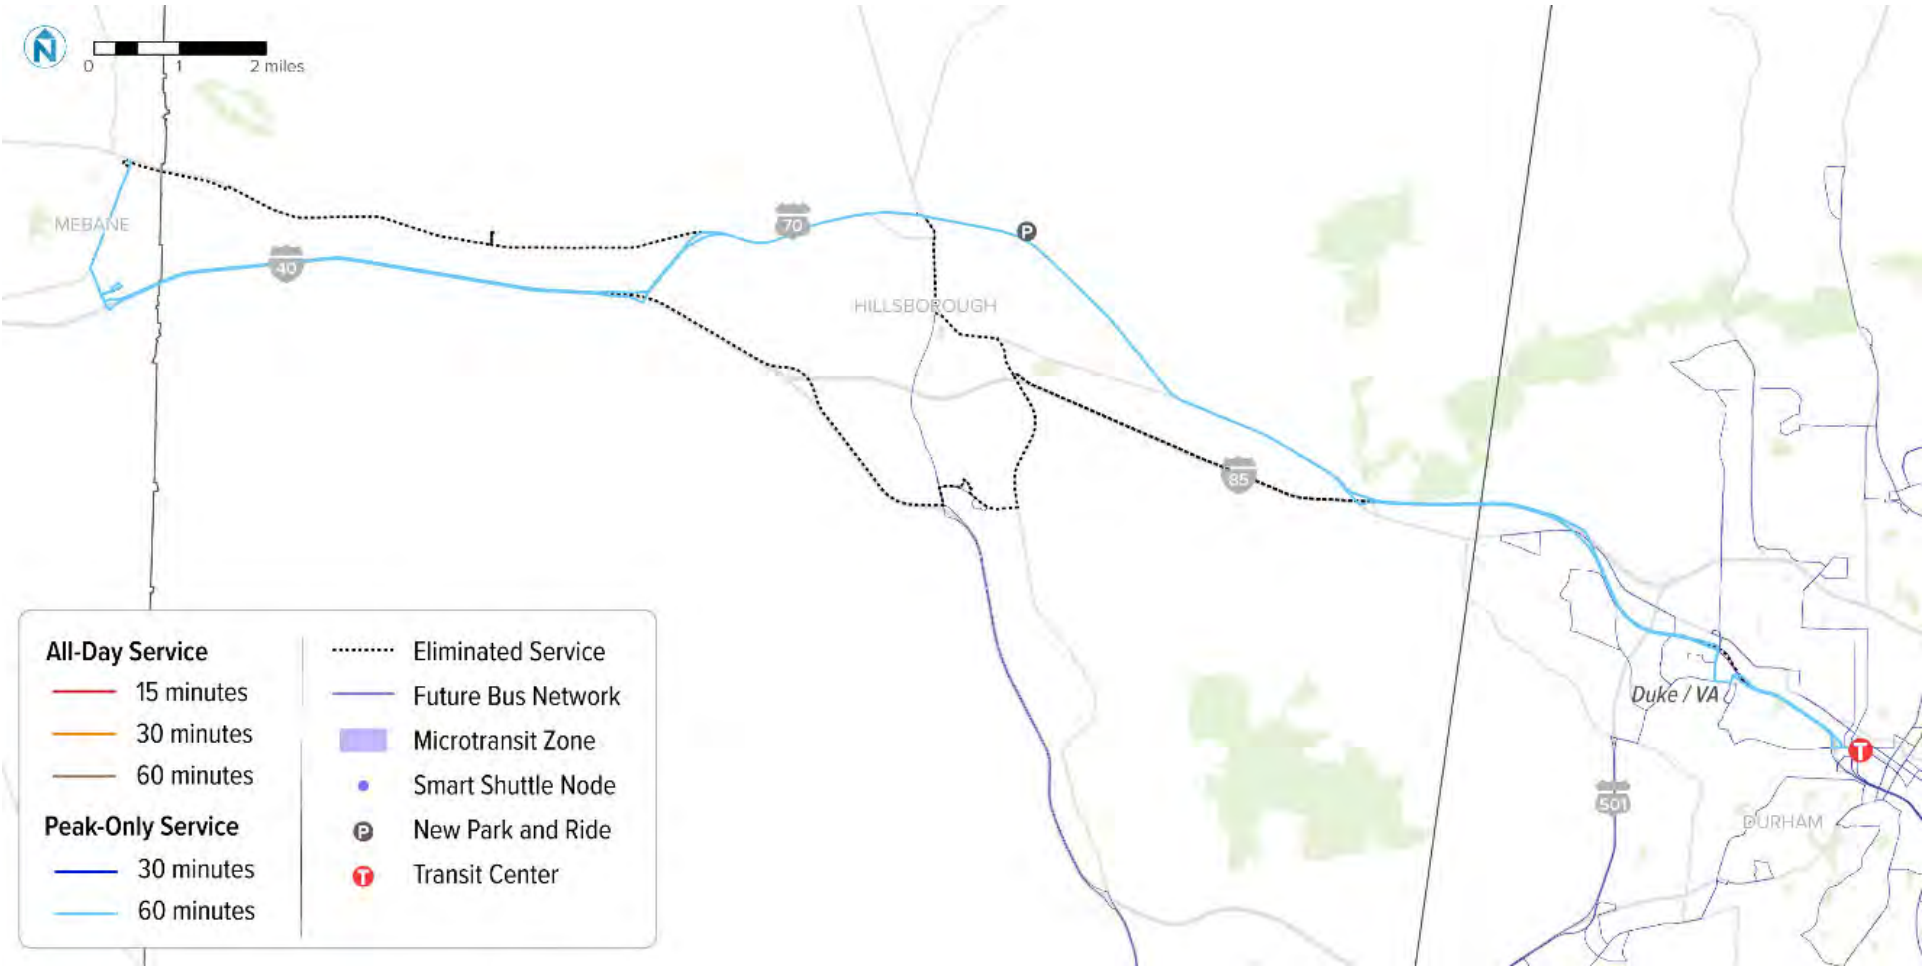 N
0 1 2 miles
MEBANE
40
70
P
HILLSBOROUGH
85
Duke / VA
T
501
DURHAM
All-Day Service
15 minutes
30 minutes
60 minutes
Peak-Only Service
30 minutes
60 minutes
Eliminated Service
Future Bus Network
Microtransit Zone
Smart Shuttle Node
P New Park and Ride
T Transit Center